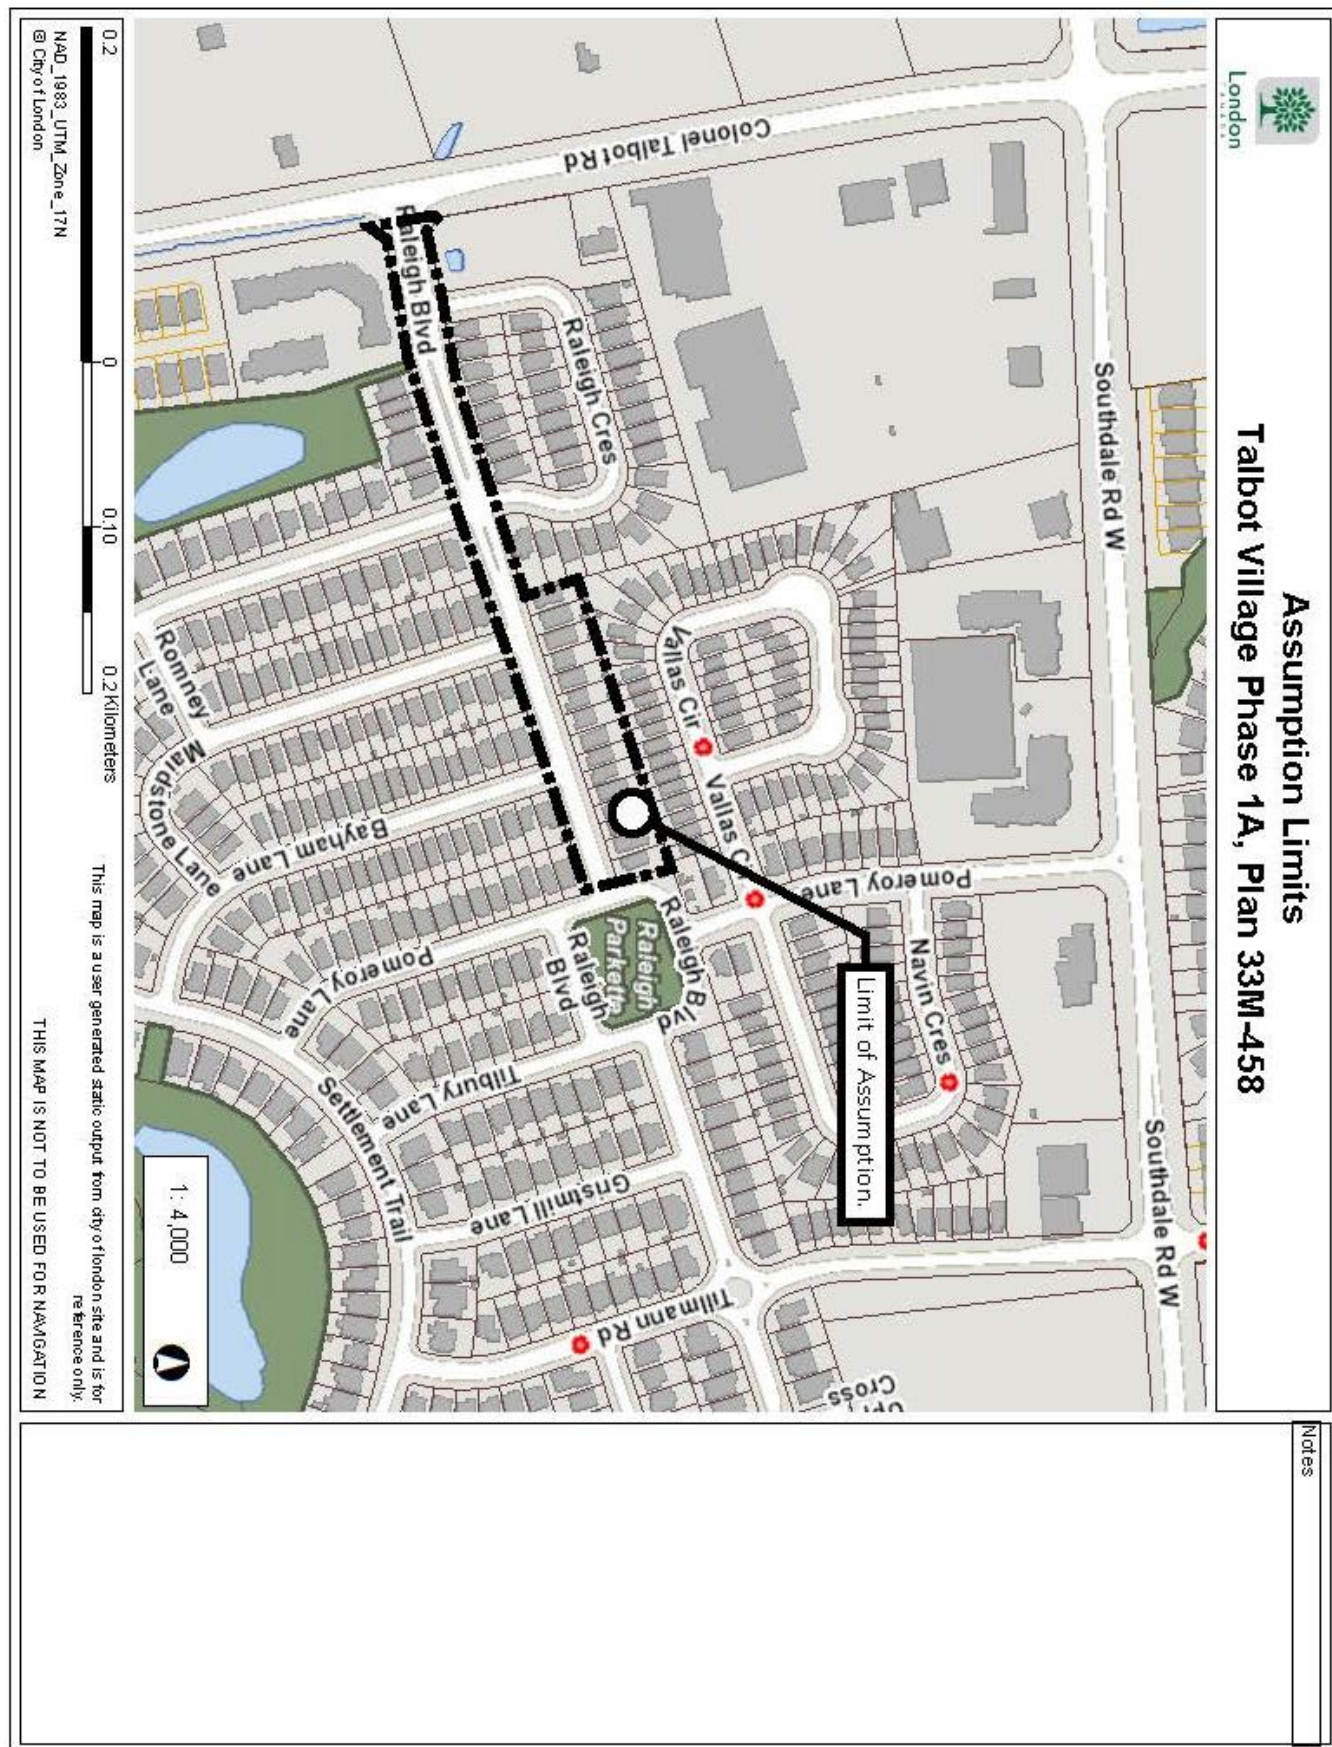 London
CANADA
Assumption Limits
Talbot Village Phase 1A, Plan 33M-458
Notes
Southdale Rd W
Southdale Rd W
Colonel Talbot Rd
Raleigh Cres
Raleigh Blvd
Vallas Cir
Vallas Cir
Pomeroy Lane
Navin Cres
Limit of Assumption.
Raleigh Blvd
Raleigh
Parkette
Raleigh
Blvd
Romney
Lane
Maidstone Lane
Bayham Lane
Pomeroy Lane
Tilbury Lane
Settlement Trail
Gristmill Lane
Tillmann Rd
Cross
1: 4,000
0.2
0
0.10
0.2 Kilometers
NAD_1983_UTM_Zone_17N
© City of London
This map is a user generated static output from city of london site and is for
reference only.
THIS MAP IS NOT TO BE USED FOR NAVIGATION